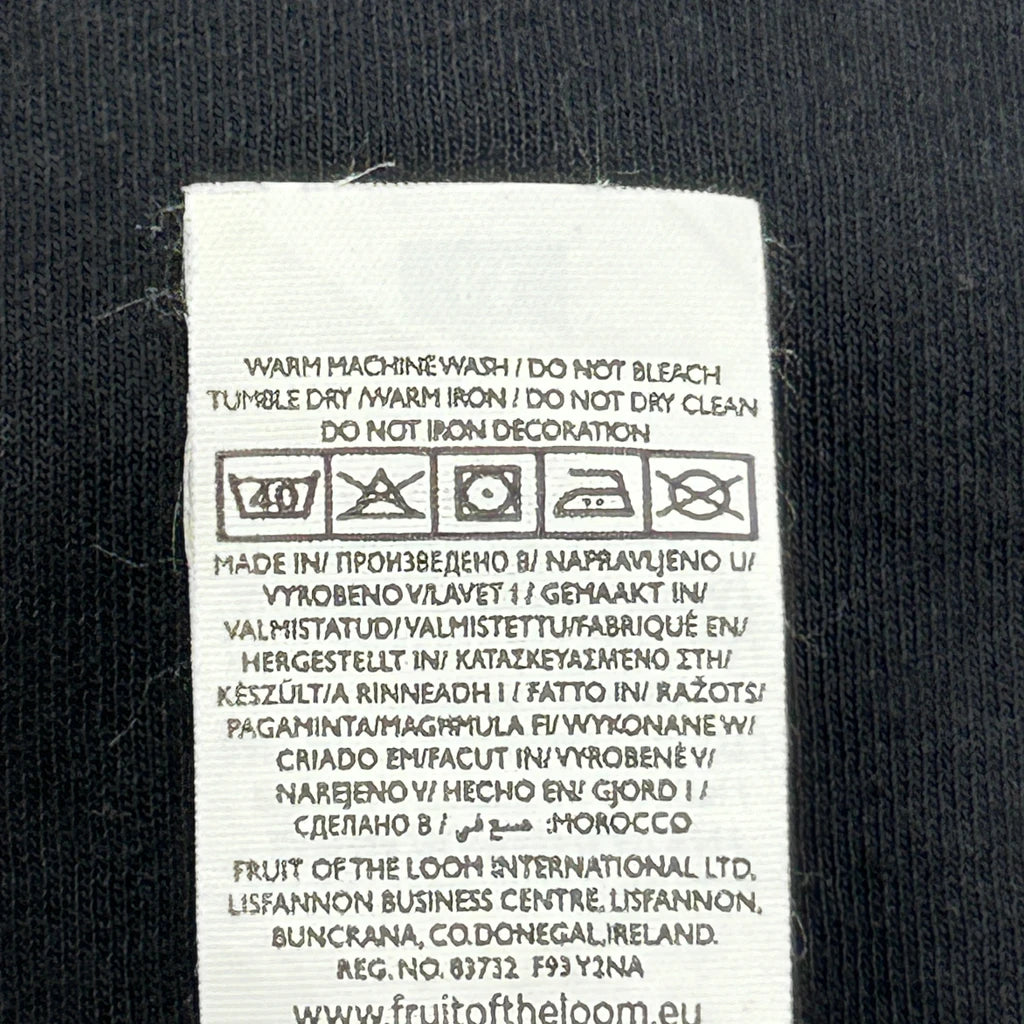 WARM MACHINE WASH / DO NOT BLEACH
TUMBLE DRY /WARM IRON / DO NOT DRY CLEAN
DO NOT IRON DECORATION
40
MADE IN/ ПРОИЗВЕДЕНО В/ NAPRAVLJENO U/
VYROBENO V/LAVET I / GEMAAKT IN/
VALMISTATUD/ VALMISTETTU/FABRIQUÉ EN/
HERGESTELLT IN/ ΚΑΤΑΣΚΕΥΑΣΜΕΝΟ ΣΤΗ/
KÉSZÜLT/A RINNEADH I / FATTO IN/ RAŽOTS/
PAGAMINTA/MAGĦMULA FI/ WYKONANE W/
CRIADO EM/FACUT IN/ VYROBENÉ V/
NAREJENO V/ HECHO EN/ GJORD I /
СДЕЛАНО В / في :MOROCCO
FRUIT OF THE LOOM INTERNATIONAL LTD.
LISFANNON BUSINESS CENTRE, LISFANNON,
BUNCRANA, CO.DONEGAL,IRELAND.
REG. NO. 83732 F93 Y2NA
www.fruitoftheloom.eu